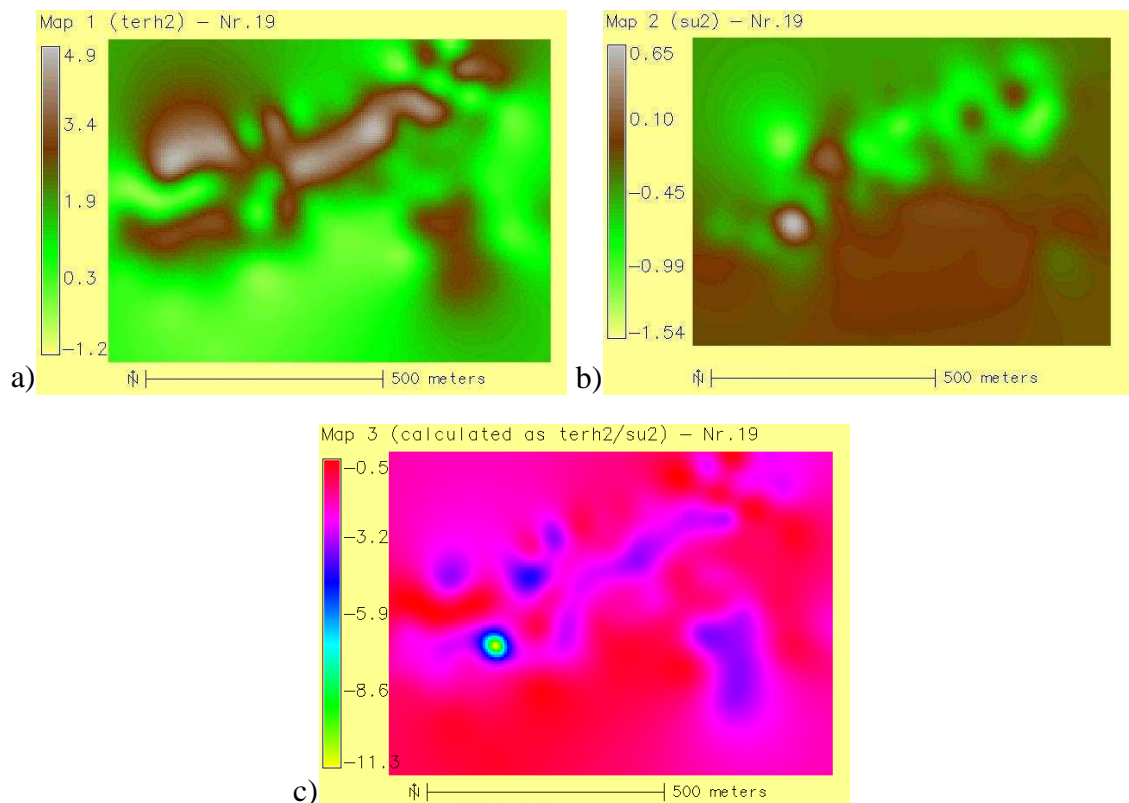 Map 1 (terh2) – Nr.19
4.9
3.4
1.9
0.3
−1.2
N 500 meters
a)
Map 2 (su2) – Nr.19
0.65
0.10
−0.45
−0.99
−1.54
N 500 meters
b)
Map 3 (calculated as terh2/su2) – Nr.19
−0.5
−3.2
−5.9
−8.6
−11.3
N 500 meters
c)